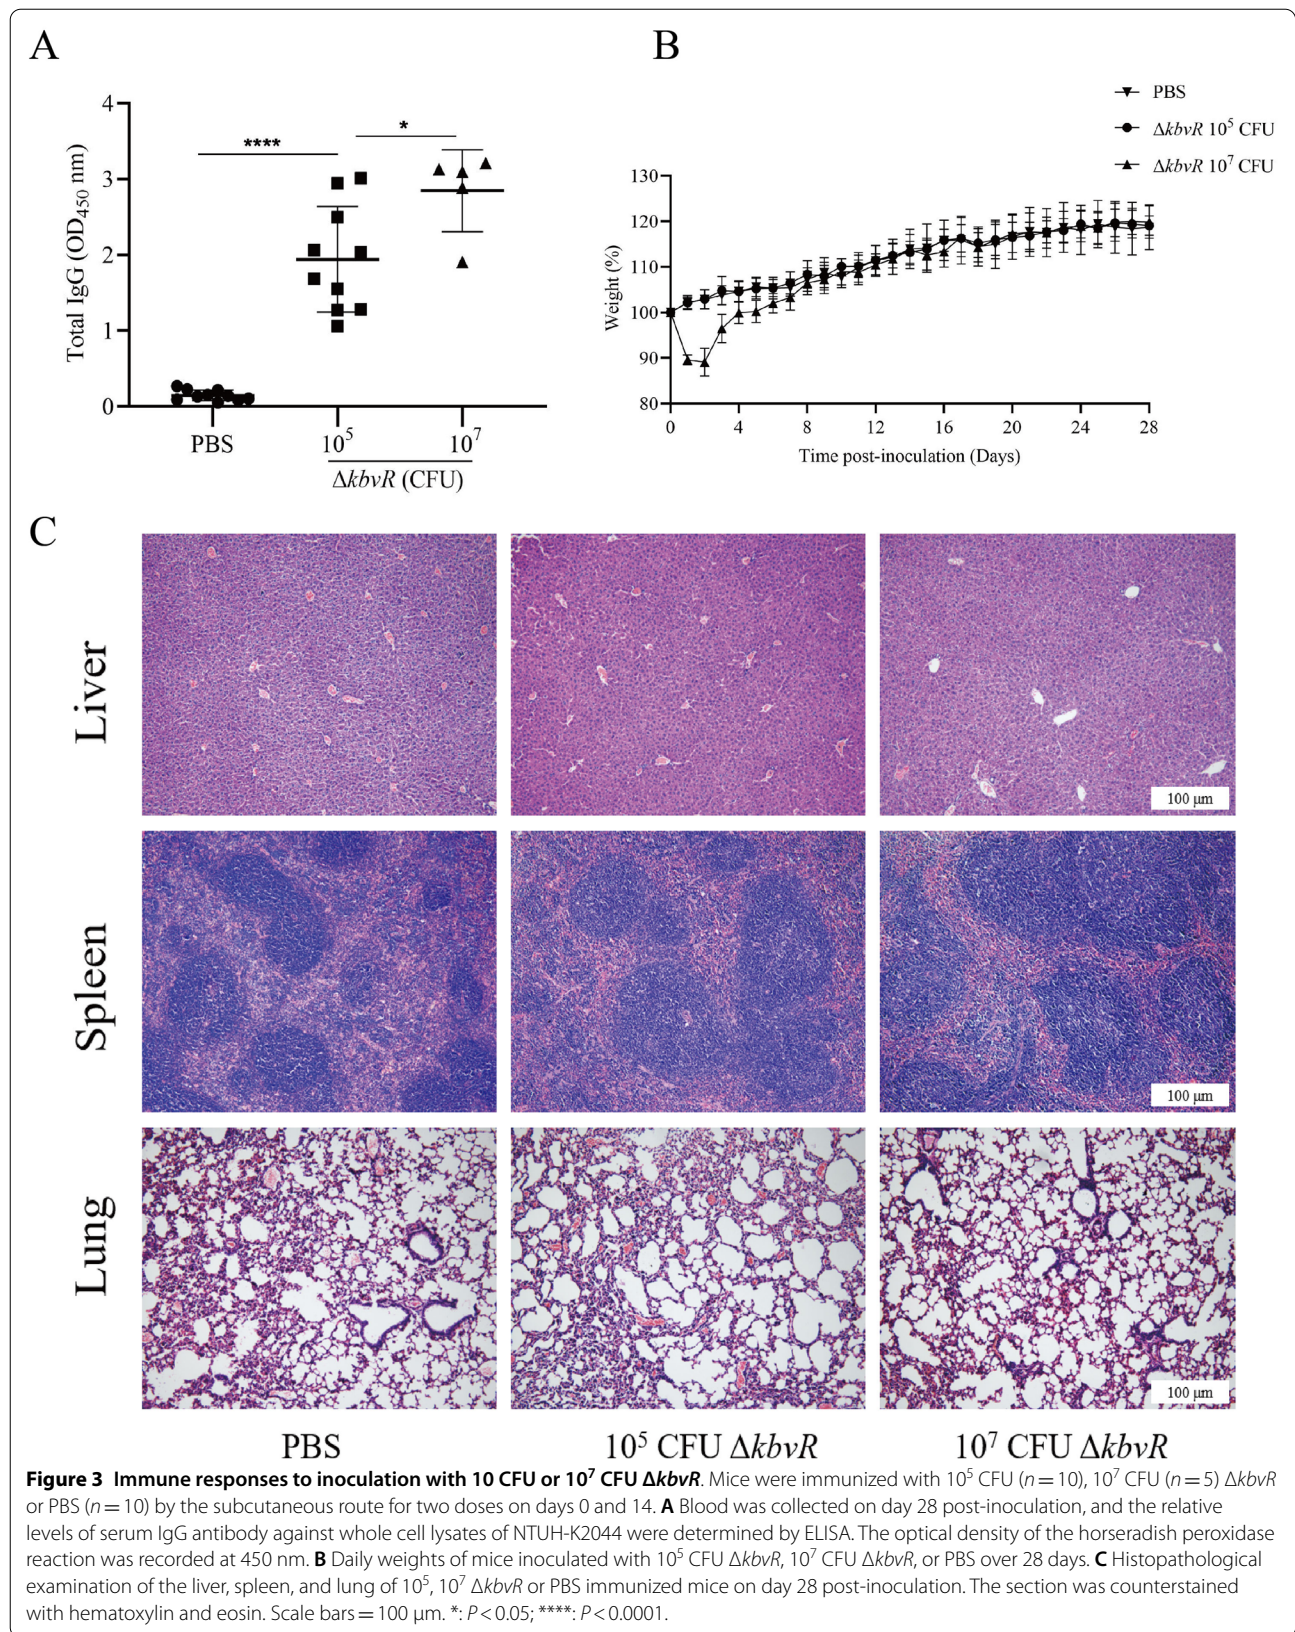 A
B
Total IgG (OD450 nm)
4
3
2
1
0
****
*
PBS
10^5
10^7
ΔkbvR (CFU)
PBS
ΔkbvR 10^5 CFU
ΔkbvR 10^7 CFU
Weight (%)
130
120
110
100
90
80
0 4 8 12 16 20 24 28
Time post-inoculation (Days)
C
Liver
100 μm
Spleen
100 μm
Lung
100 μm
PBS
10^5 CFU ΔkbvR
10^7 CFU ΔkbvR
Figure 3 Immune responses to inoculation with 10 CFU or 10^7 CFU ΔkbvR. Mice were immunized with 10^5 CFU (n = 10), 10^7 CFU (n = 5) ΔkbvR
or PBS (n = 10) by the subcutaneous route for two doses on days 0 and 14. A Blood was collected on day 28 post-inoculation, and the relative
levels of serum IgG antibody against whole cell lysates of NTUH-K2044 were determined by ELISA. The optical density of the horseradish peroxidase
reaction was recorded at 450 nm. B Daily weights of mice inoculated with 10^5 CFU ΔkbvR, 10^7 CFU ΔkbvR, or PBS over 28 days. C Histopathological
examination of the liver, spleen, and lung of 10^5, 10^7 ΔkbvR or PBS immunized mice on day 28 post-inoculation. The section was counterstained
with hematoxylin and eosin. Scale bars = 100 μm. *: P < 0.05; ****: P < 0.0001.